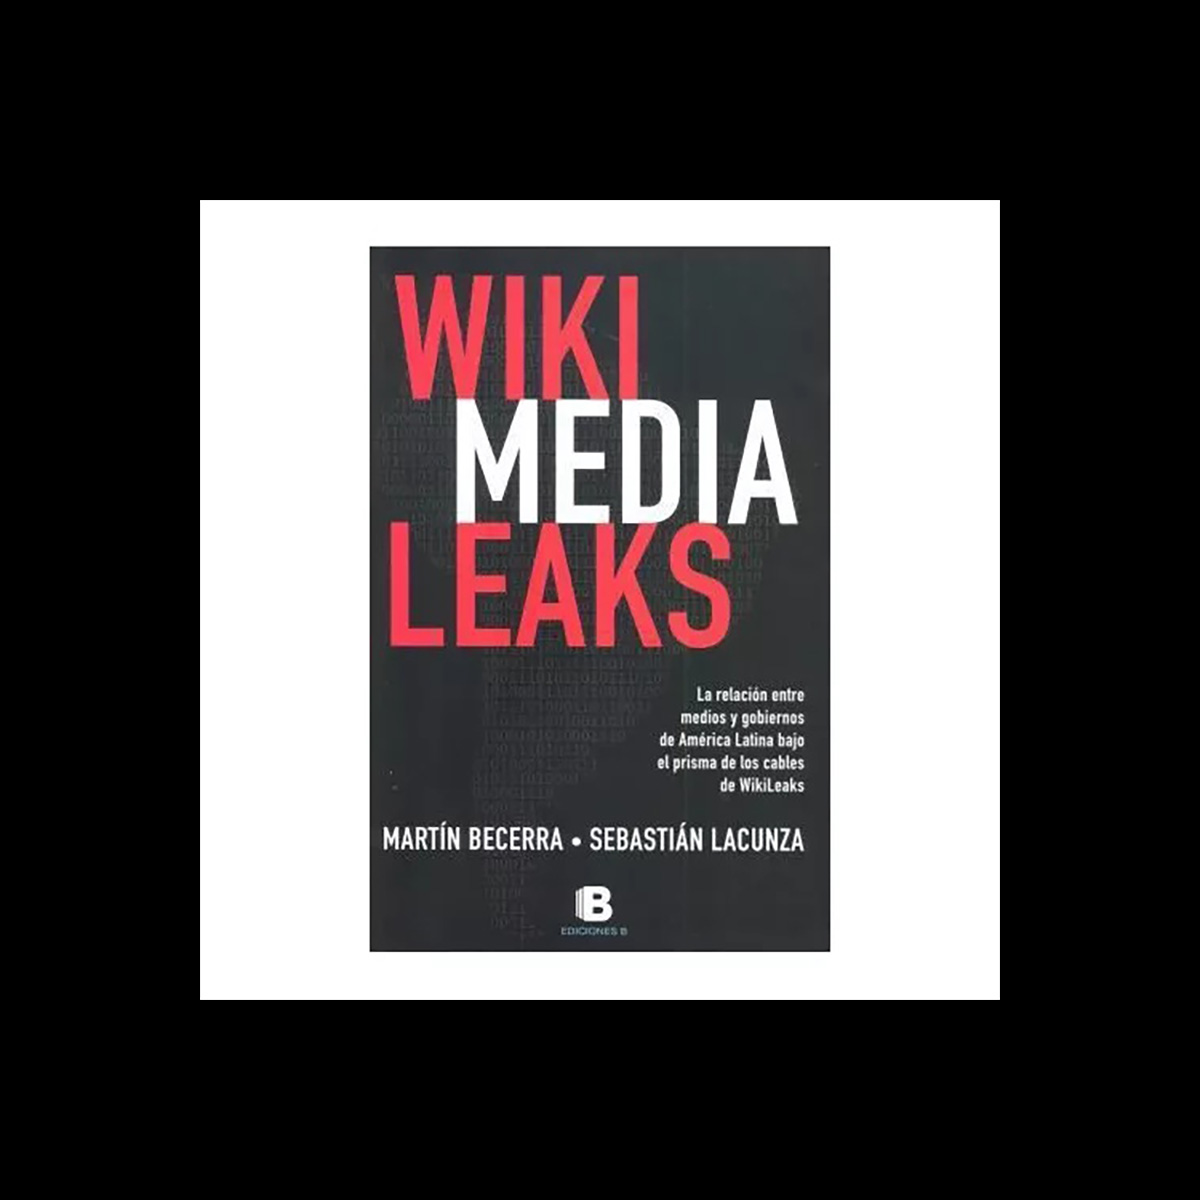 WIKI
MEDIA
LEAKS
La relación entre
medios y gobiernos
de América Latina bajo
el prisma de los cables
de WikiLeaks
MARTÍN BECERRA • SEBASTIÁN LACUNZA
B
EDICIONES B